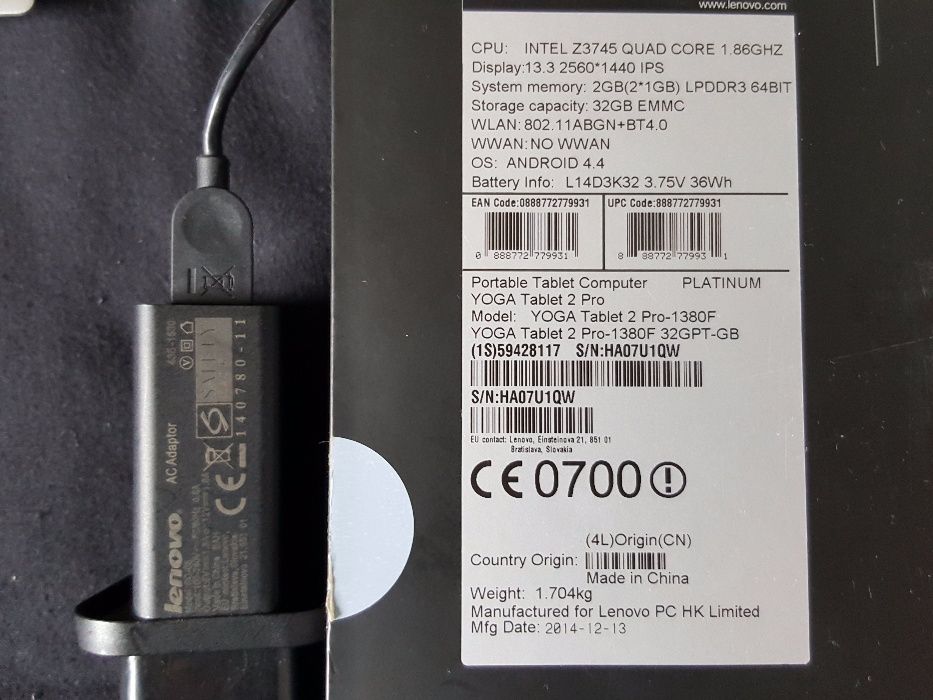 www.lenovo.com
CPU: INTEL Z3745 QUAD CORE 1.86GHZ
Display:13.3 2560*1440 IPS
System memory: 2GB(2*1GB) LPDDR3 64BIT
Storage capacity: 32GB EMMC
WLAN: 802.11ABGN+BT4.0
WWAN: NO WWAN
OS: ANDROID 4.4
Battery Info: L14D3K32 3.75V 36Wh
EAN Code:0888772779931
UPC Code:888772779931
0 888772 779931
8 88772 77993 1
Portable Tablet Computer PLATINUM
YOGA Tablet 2 Pro
Model: YOGA Tablet 2 Pro-1380F
YOGA Tablet 2 Pro-1380F 32GPT-GB
(1S)59428117 S/N:HA07U1QW
S/N:HA07U1QW
EU contact: Lenovo, Einsteinova 21, 851 01
Bratislava, Slovakia
CE 0700
(4L)Origin(CN)
Country Origin:
Made in China
Weight: 1.704kg
Manufactured for Lenovo PC HK Limited
Mfg Date: 2014-12-13
lenovo AC Adaptor
CE
140780-11
SAFETY